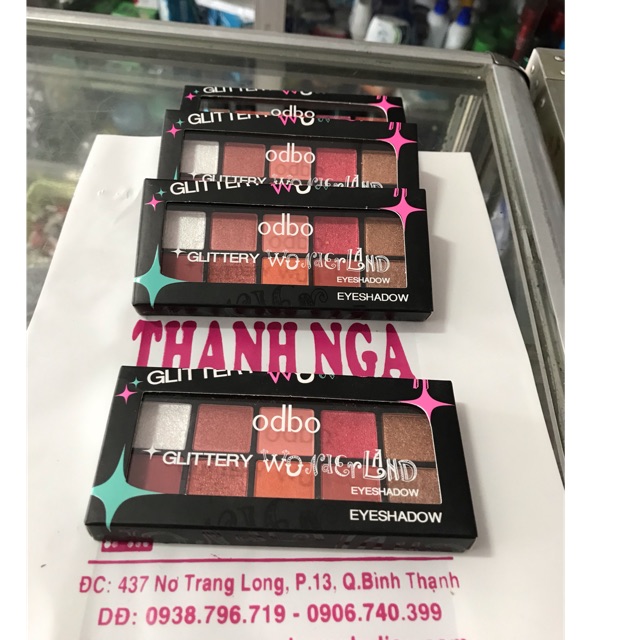 odbo
GLITTERY
odbo
GLITTERY
odbo
GLITTERY WONDERLAND
EYESHADOW
EYESHADOW
THANH NGA
GLITTERY
odbo
GLITTERY WONDERLAND
EYESHADOW
EYESHADOW
ĐC: 437 Nơ Trang Long, P.13, Q.Bình Thạnh
DĐ: 0938.796.719 - 0906.740.399